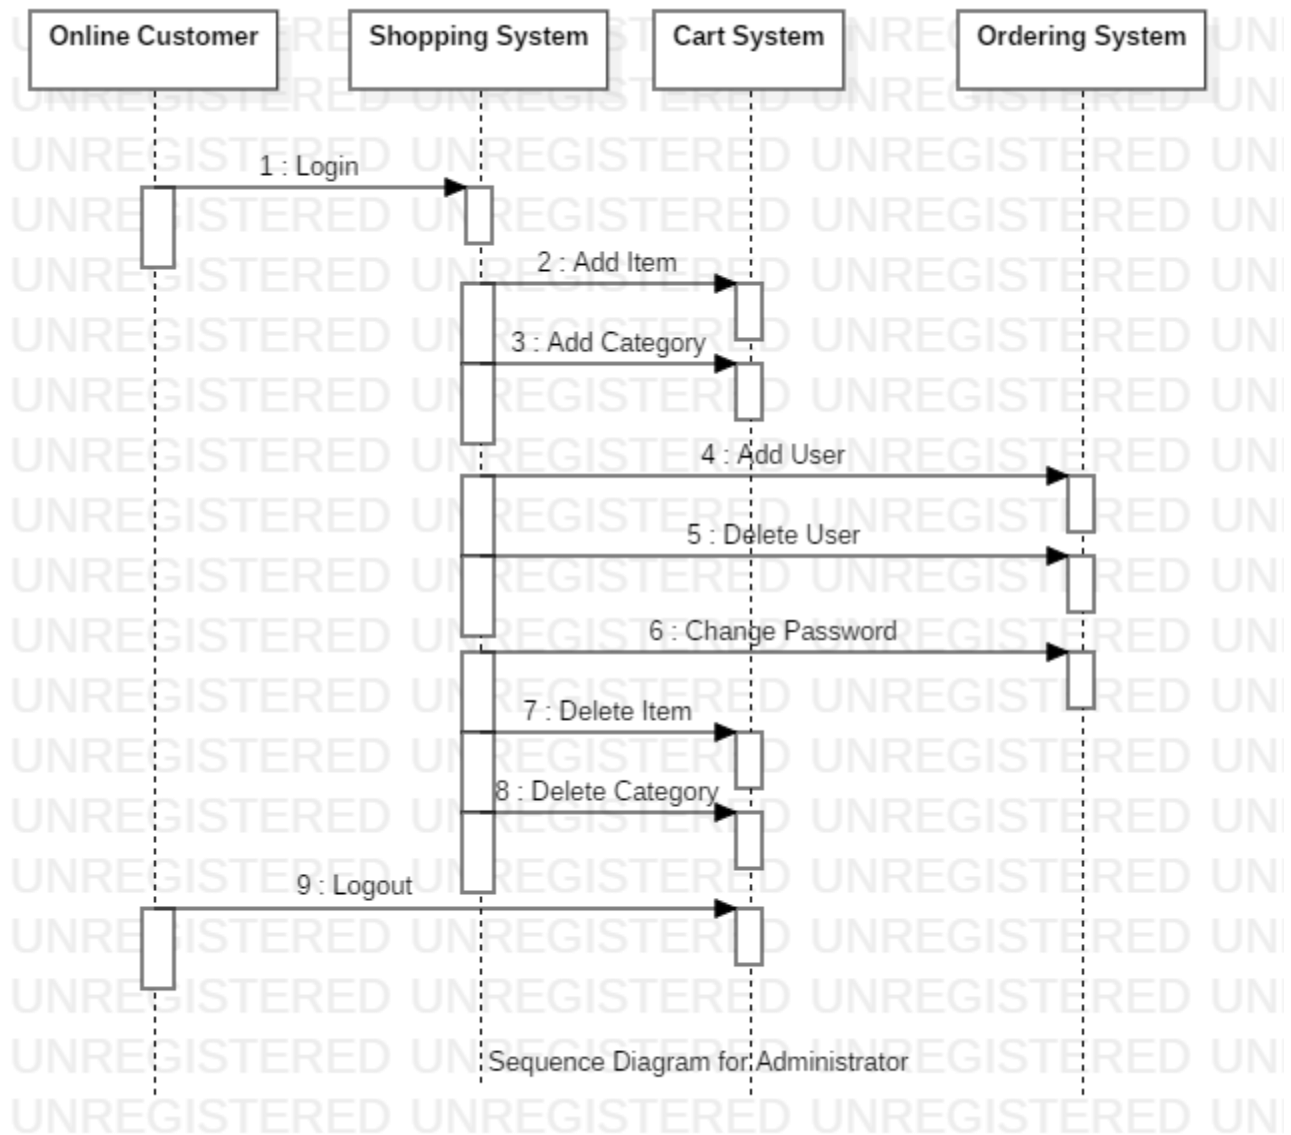 Online Customer
Shopping System
Cart System
Ordering System
1 : Login
2 : Add Item
3 : Add Category
4 : Add User
5 : Delete User
6 : Change Password
7 : Delete Item
8 : Delete Category
9 : Logout
Sequence Diagram for Administrator
UNREGISTERED